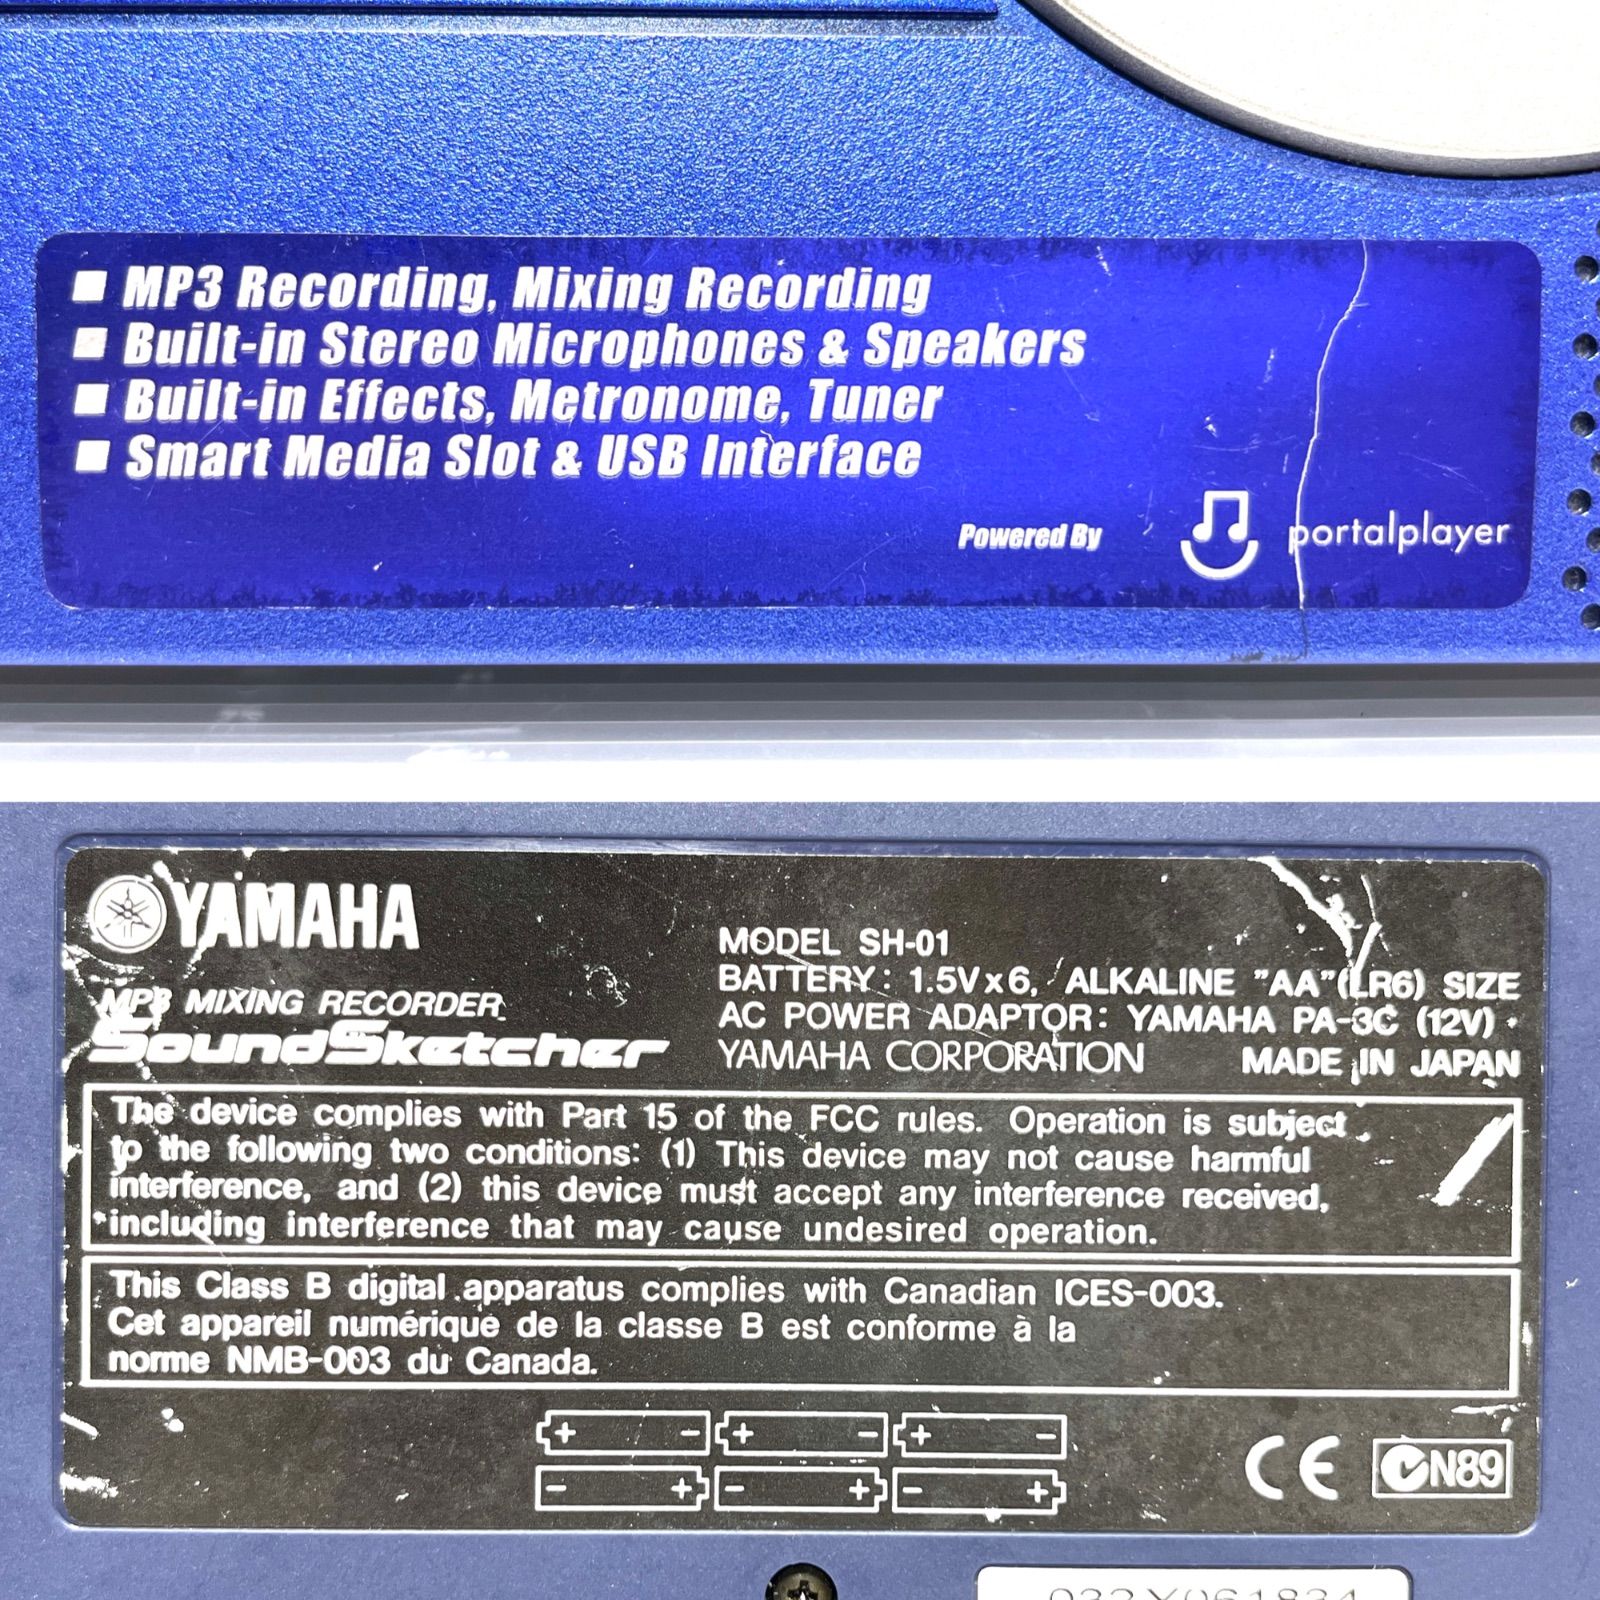 ■ MP3 Recording, Mixing Recording
■ Built-in Stereo Microphones & Speakers
■ Built-in Effects, Metronome, Tuner
■ Smart Media Slot & USB Interface
Powered By portalplayer
YAMAHA
MP3 MIXING RECORDER
SoundSketcher
MODEL SH-01
BATTERY: 1.5Vx6, ALKALINE "AA"(LR6) SIZE
AC POWER ADAPTOR: YAMAHA PA-3C (12V)
YAMAHA CORPORATION MADE IN JAPAN
The device complies with Part 15 of the FCC rules. Operation is subject
to the following two conditions: (1) This device may not cause harmful
interference, and (2) this device must accept any interference received,
including interference that may cause undesired operation.
This Class B digital apparatus complies with Canadian ICES-003.
Cet appareil numérique de la classe B est conforme à la
norme NMB-003 du Canada.
+ - + - + -
- + - + - +
CE N89